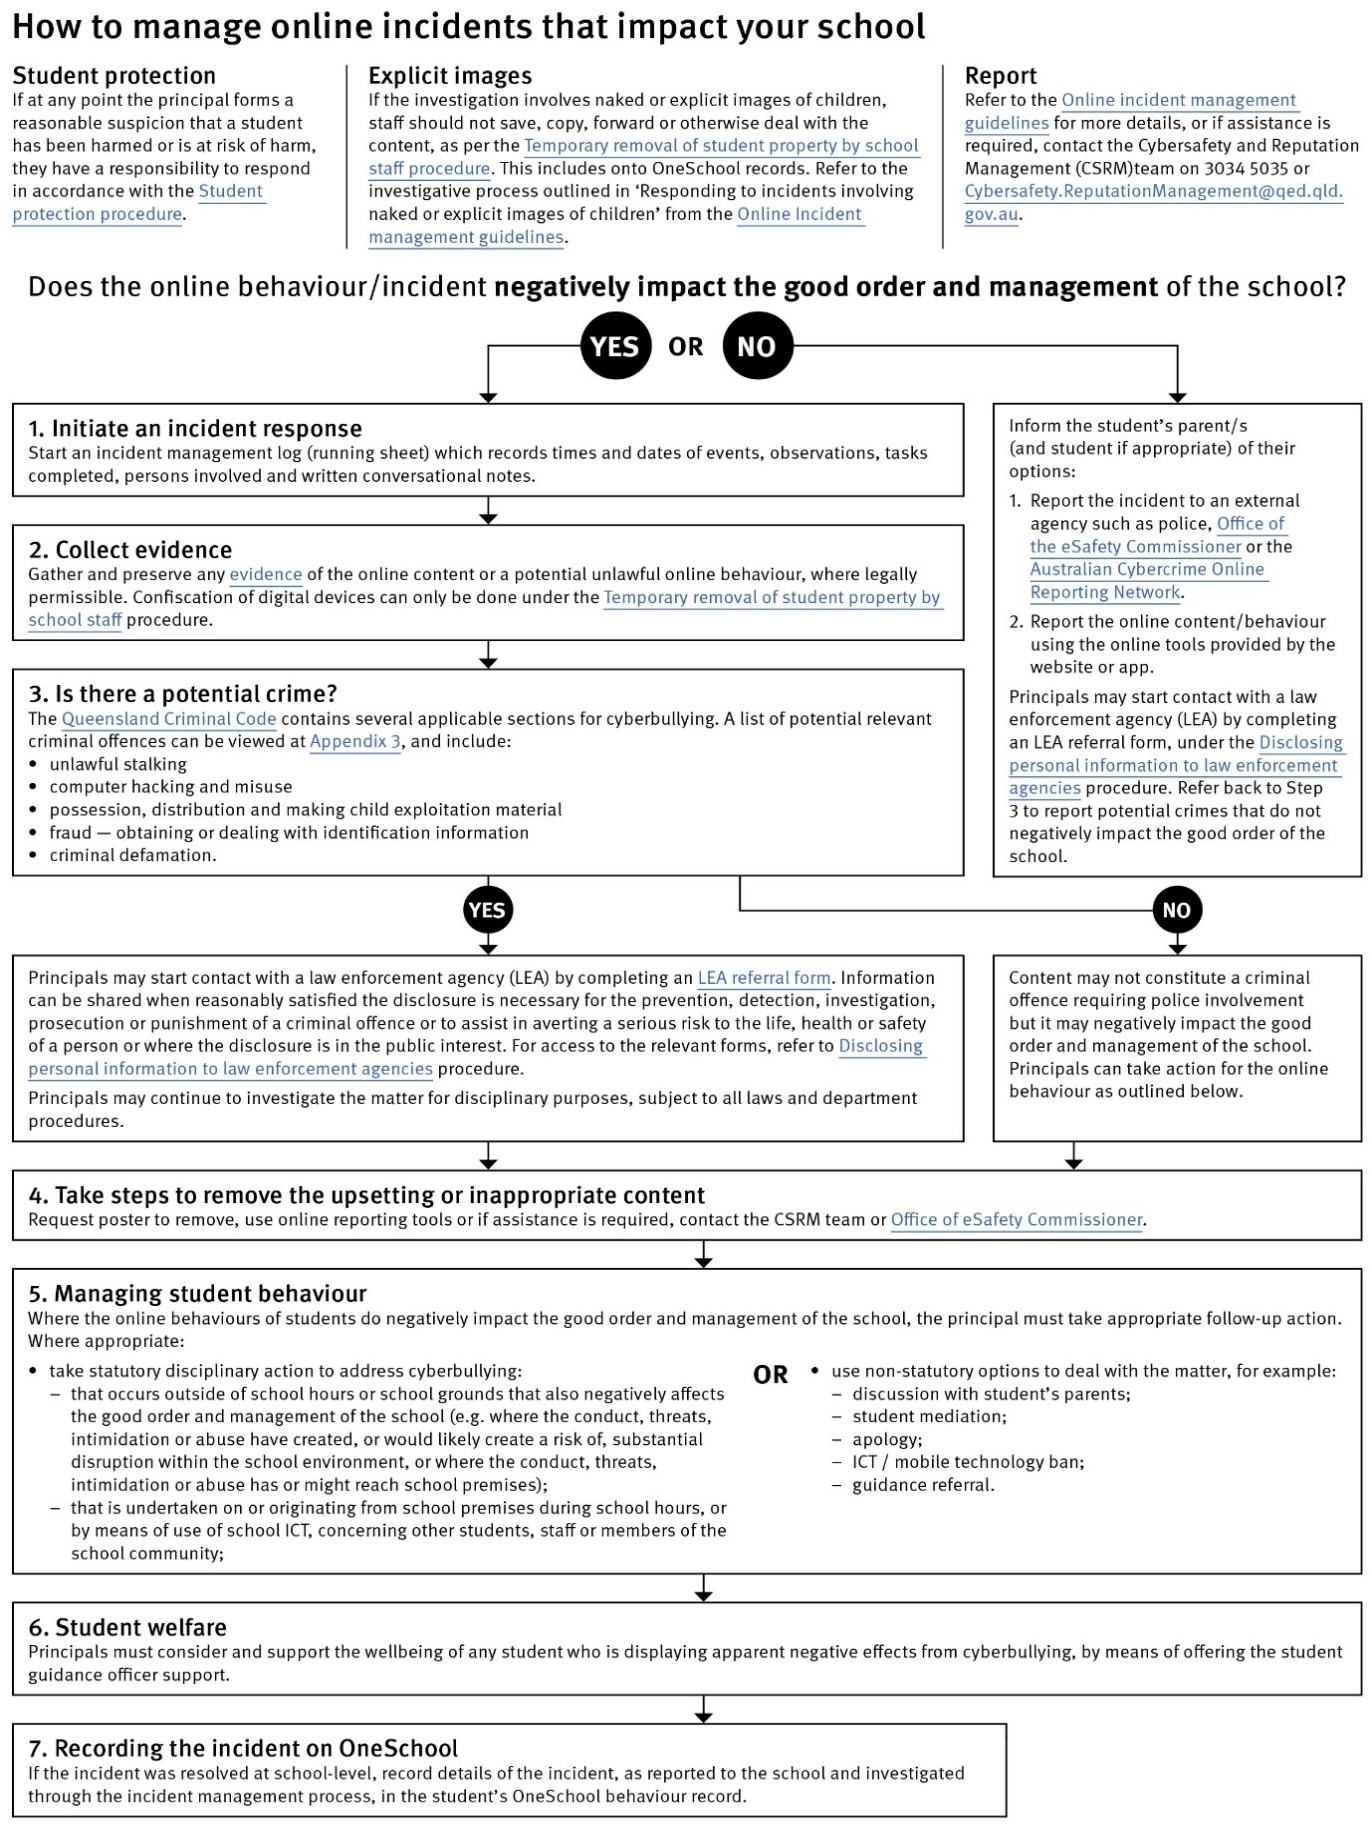 How to manage online incidents that impact your school
Student protection
If at any point the principal forms a
reasonable suspicion that a student
has been harmed or is at risk of harm,
they have a responsibility to respond
in accordance with the Student
protection procedure.
Explicit images
If the investigation involves naked or explicit images of children,
staff should not save, copy, forward or otherwise deal with the
content, as per the Temporary removal of student property by school
staff procedure. This includes onto OneSchool records. Refer to the
investigative process outlined in ‘Responding to incidents involving
naked or explicit images of children’ from the Online Incident
management guidelines.
Report
Refer to the Online incident management
guidelines for more details, or if assistance is
required, contact the Cybersafety and Reputation
Management (CSRM)team on 3034 5035 or
Cybersafety.ReputationManagement@qed.qld.
gov.au.
Does the online behaviour/incident negatively impact the good order and management of the school?
YES OR NO
1. Initiate an incident response
Start an incident management log (running sheet) which records times and dates of events, observations, tasks
completed, persons involved and written conversational notes.
2. Collect evidence
Gather and preserve any evidence of the online content or a potential unlawful online behaviour, where legally
permissible. Confiscation of digital devices can only be done under the Temporary removal of student property by
school staff procedure.
3. Is there a potential crime?
The Queensland Criminal Code contains several applicable sections for cyberbullying. A list of potential relevant
criminal offences can be viewed at Appendix 3, and include:
• unlawful stalking
• computer hacking and misuse
• possession, distribution and making child exploitation material
• fraud — obtaining or dealing with identification information
• criminal defamation.
Inform the student’s parent/s
(and student if appropriate) of their
options:
1. Report the incident to an external
agency such as police, Office of
the eSafety Commissioner or the
Australian Cybercrime Online
Reporting Network.
2. Report the online content/behaviour
using the online tools provided by the
website or app.
Principals may start contact with a law
enforcement agency (LEA) by completing
an LEA referral form, under the Disclosing
personal information to law enforcement
agencies procedure. Refer back to Step
3 to report potential crimes that do not
negatively impact the good order of the
school.
YES
NO
Principals may start contact with a law enforcement agency (LEA) by completing an LEA referral form. Information
can be shared when reasonably satisfied the disclosure is necessary for the prevention, detection, investigation,
prosecution or punishment of a criminal offence or to assist in averting a serious risk to the life, health or safety
of a person or where the disclosure is in the public interest. For access to the relevant forms, refer to Disclosing
personal information to law enforcement agencies procedure.
Principals may continue to investigate the matter for disciplinary purposes, subject to all laws and department
procedures.
Content may not constitute a criminal
offence requiring police involvement
but it may negatively impact the good
order and management of the school.
Principals can take action for the online
behaviour as outlined below.
4. Take steps to remove the upsetting or inappropriate content
Request poster to remove, use online reporting tools or if assistance is required, contact the CSRM team or Office of eSafety Commissioner.
5. Managing student behaviour
Where the online behaviours of students do negatively impact the good order and management of the school, the principal must take appropriate follow-up action.
Where appropriate:
• take statutory disciplinary action to address cyberbullying:
– that occurs outside of school hours or school grounds that also negatively affects
the good order and management of the school (e.g. where the conduct, threats,
intimidation or abuse have created, or would likely create a risk of, substantial
disruption within the school environment, or where the conduct, threats,
intimidation or abuse has or might reach school premises);
– that is undertaken on or originating from school premises during school hours, or
by means of use of school ICT, concerning other students, staff or members of the
school community;
OR
• use non-statutory options to deal with the matter, for example:
– discussion with student’s parents;
– student mediation;
– apology;
– ICT / mobile technology ban;
– guidance referral.
6. Student welfare
Principals must consider and support the wellbeing of any student who is displaying apparent negative effects from cyberbullying, by means of offering the student
guidance officer support.
7. Recording the incident on OneSchool
If the incident was resolved at school-level, record details of the incident, as reported to the school and investigated
through the incident management process, in the student’s OneSchool behaviour record.